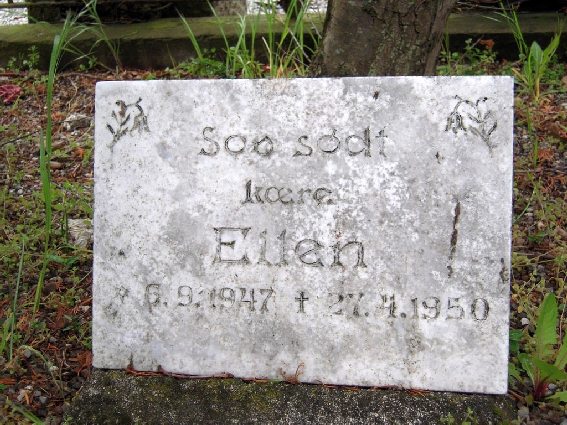 Sov sødt
kære
Ellen
* 6.9.1947 † 27.4.1950